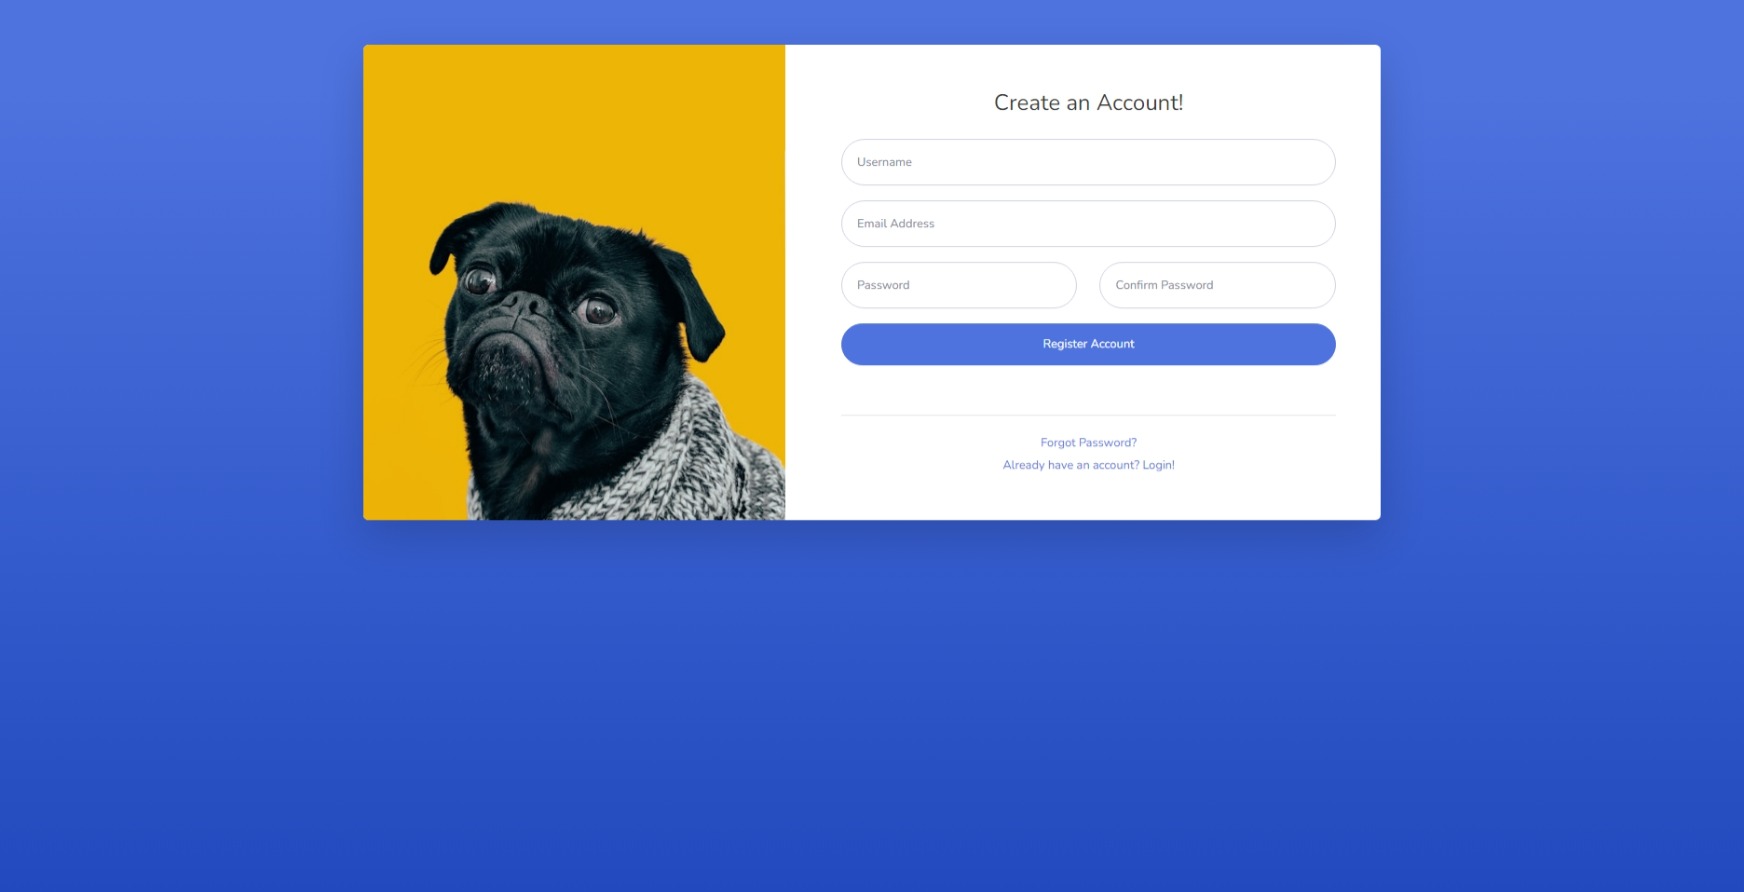 Create an Account!
Username
Email Address
Password
Confirm Password
Register Account
Forgot Password?
Already have an account? Login!